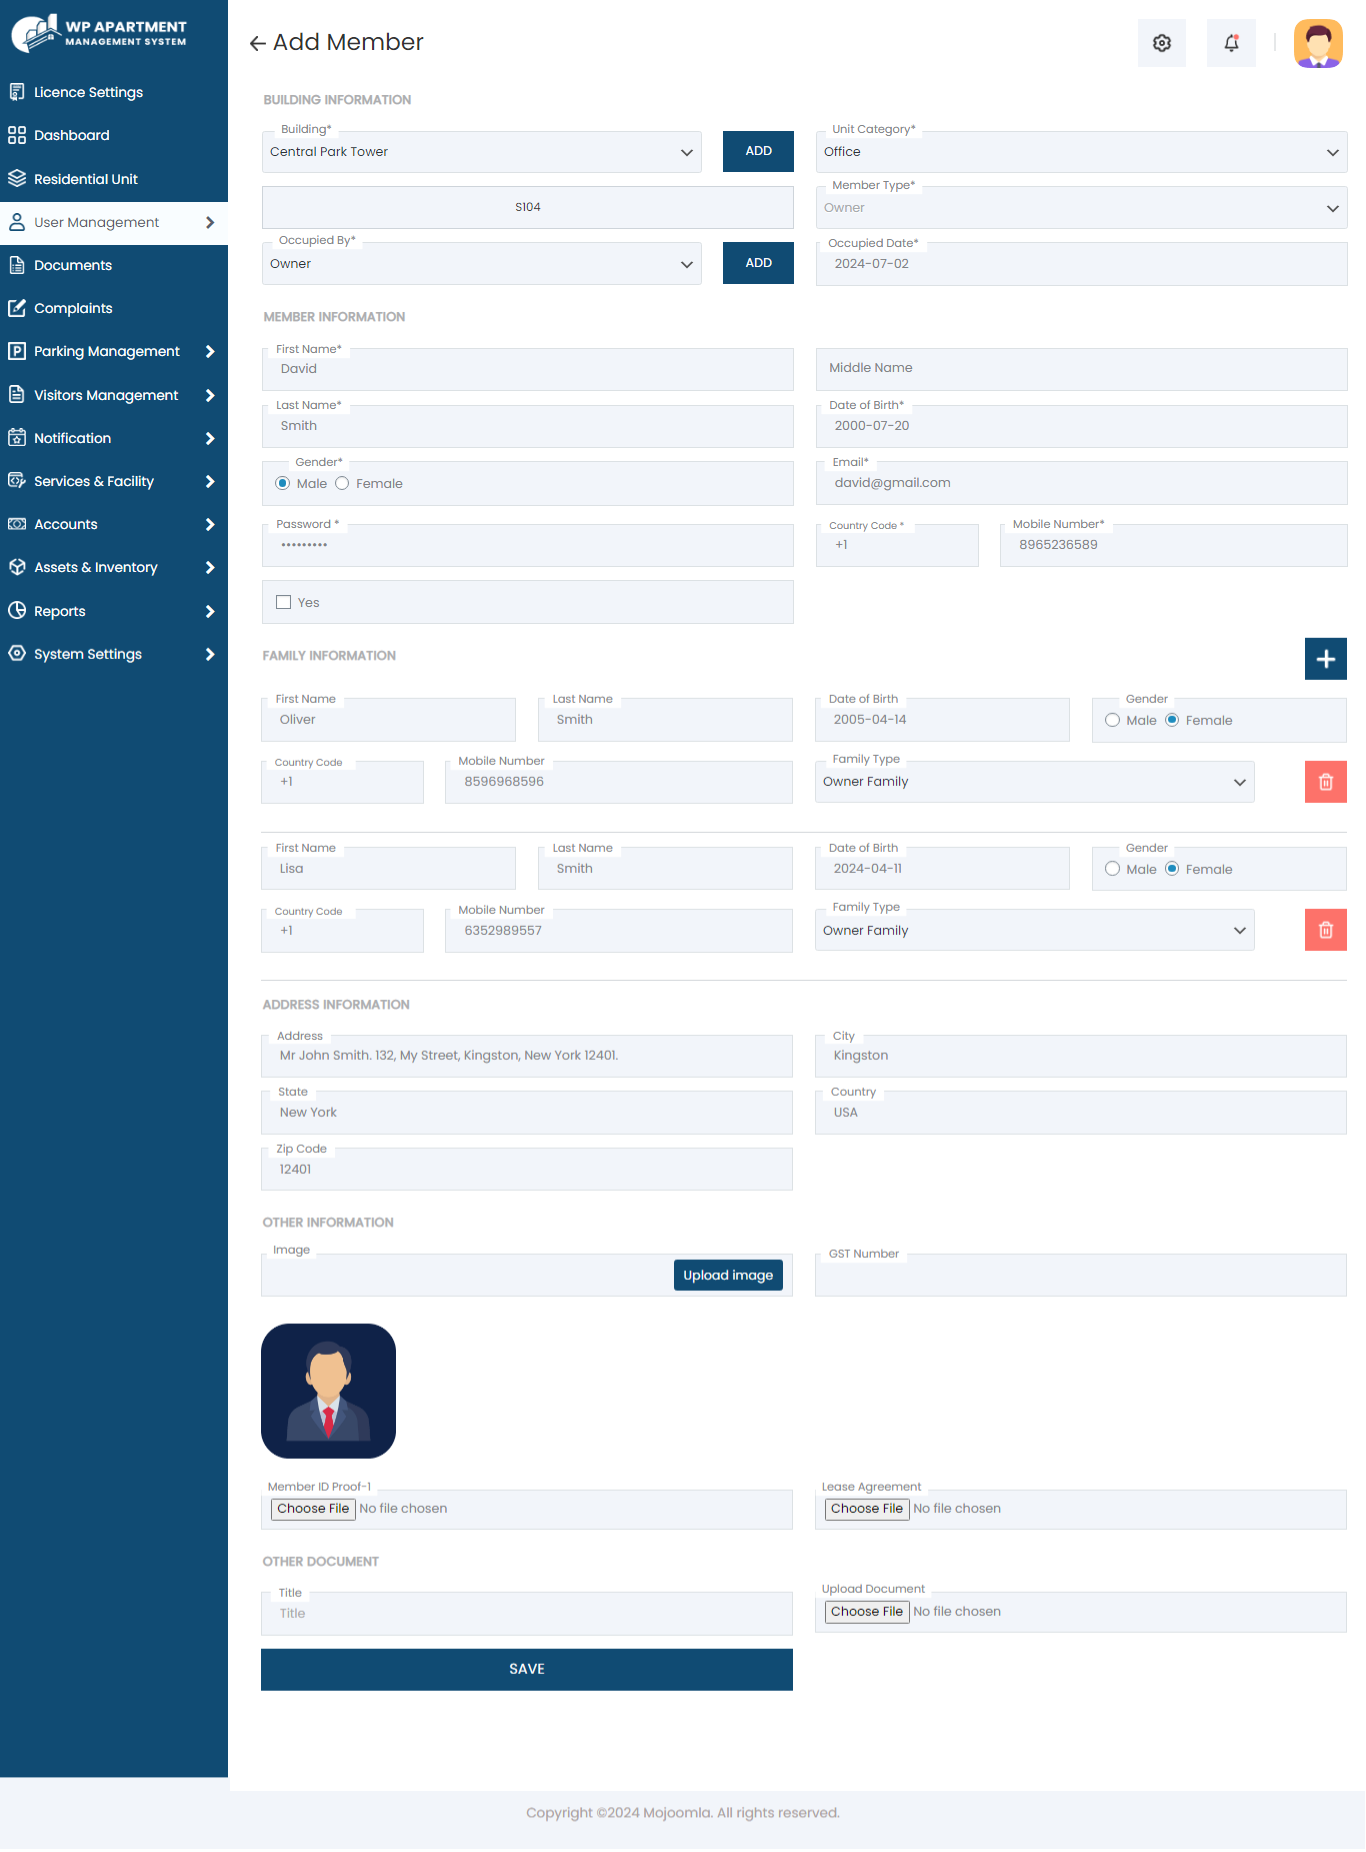 WP APARTMENT
MANAGEMENT SYSTEM
Licence Settings
Dashboard
Residential Unit
User Management
Documents
Complaints
Parking Management
Visitors Management
Notification
Services & Facility
Accounts
Assets & Inventory
Reports
System Settings
Add Member
BUILDING INFORMATION
Building*
Central Park Tower
ADD
Unit Category*
Office
S104
Member Type*
Owner
Occupied By*
Owner
ADD
Occupied Date*
2024-07-02
MEMBER INFORMATION
First Name*
David
Middle Name
Last Name*
Smith
Date of Birth*
2000-07-20
Gender*
Male Female
Email*
david@gmail.com
Password *
•••••••••
Country Code *
+1
Mobile Number*
8965236589
Yes
FAMILY INFORMATION
First Name
Oliver
Last Name
Smith
Date of Birth
2005-04-14
Gender
Male Female
Country Code
+1
Mobile Number
8596968596
Family Type
Owner Family
First Name
Lisa
Last Name
Smith
Date of Birth
2024-04-11
Gender
Male Female
Country Code
+1
Mobile Number
6352989557
Family Type
Owner Family
ADDRESS INFORMATION
Address
Mr John Smith. 132, My Street, Kingston, New York 12401.
City
Kingston
State
New York
Country
USA
Zip Code
12401
OTHER INFORMATION
Image
Upload image
GST Number
Member ID Proof-1
Choose File No file chosen
Lease Agreement
Choose File No file chosen
OTHER DOCUMENT
Title
Title
Upload Document
Choose File No file chosen
SAVE
Copyright ©2024 Mojoomla. All rights reserved.